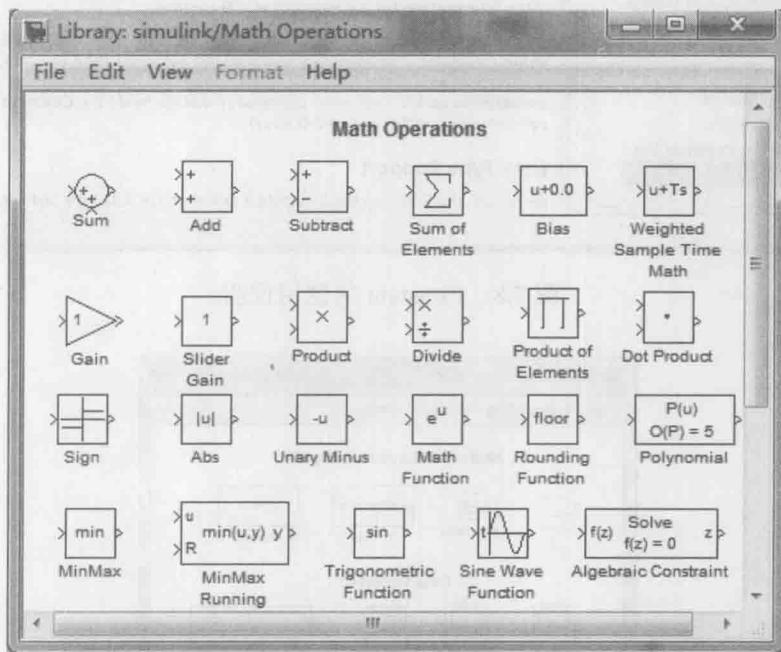 Library: simulink/Math Operations
File Edit View Format Help
Math Operations
+ + + + + Σ u+0.0 u+Ts
Sum Add Subtract Sum of Elements Bias Weighted Sample Time Math
1 1 × × ÷ ∏ •
Gain Slider Gain Product Divide Product of Elements Dot Product
|u| -u e^u floor P(u) O(P) = 5
Sign Abs Unary Minus Math Function Rounding Function Polynomial
min u R min(u,y) y sin t f(z) Solve f(z) = 0 z
MinMax MinMax Running Trigonometric Function Sine Wave Function Algebraic Constraint